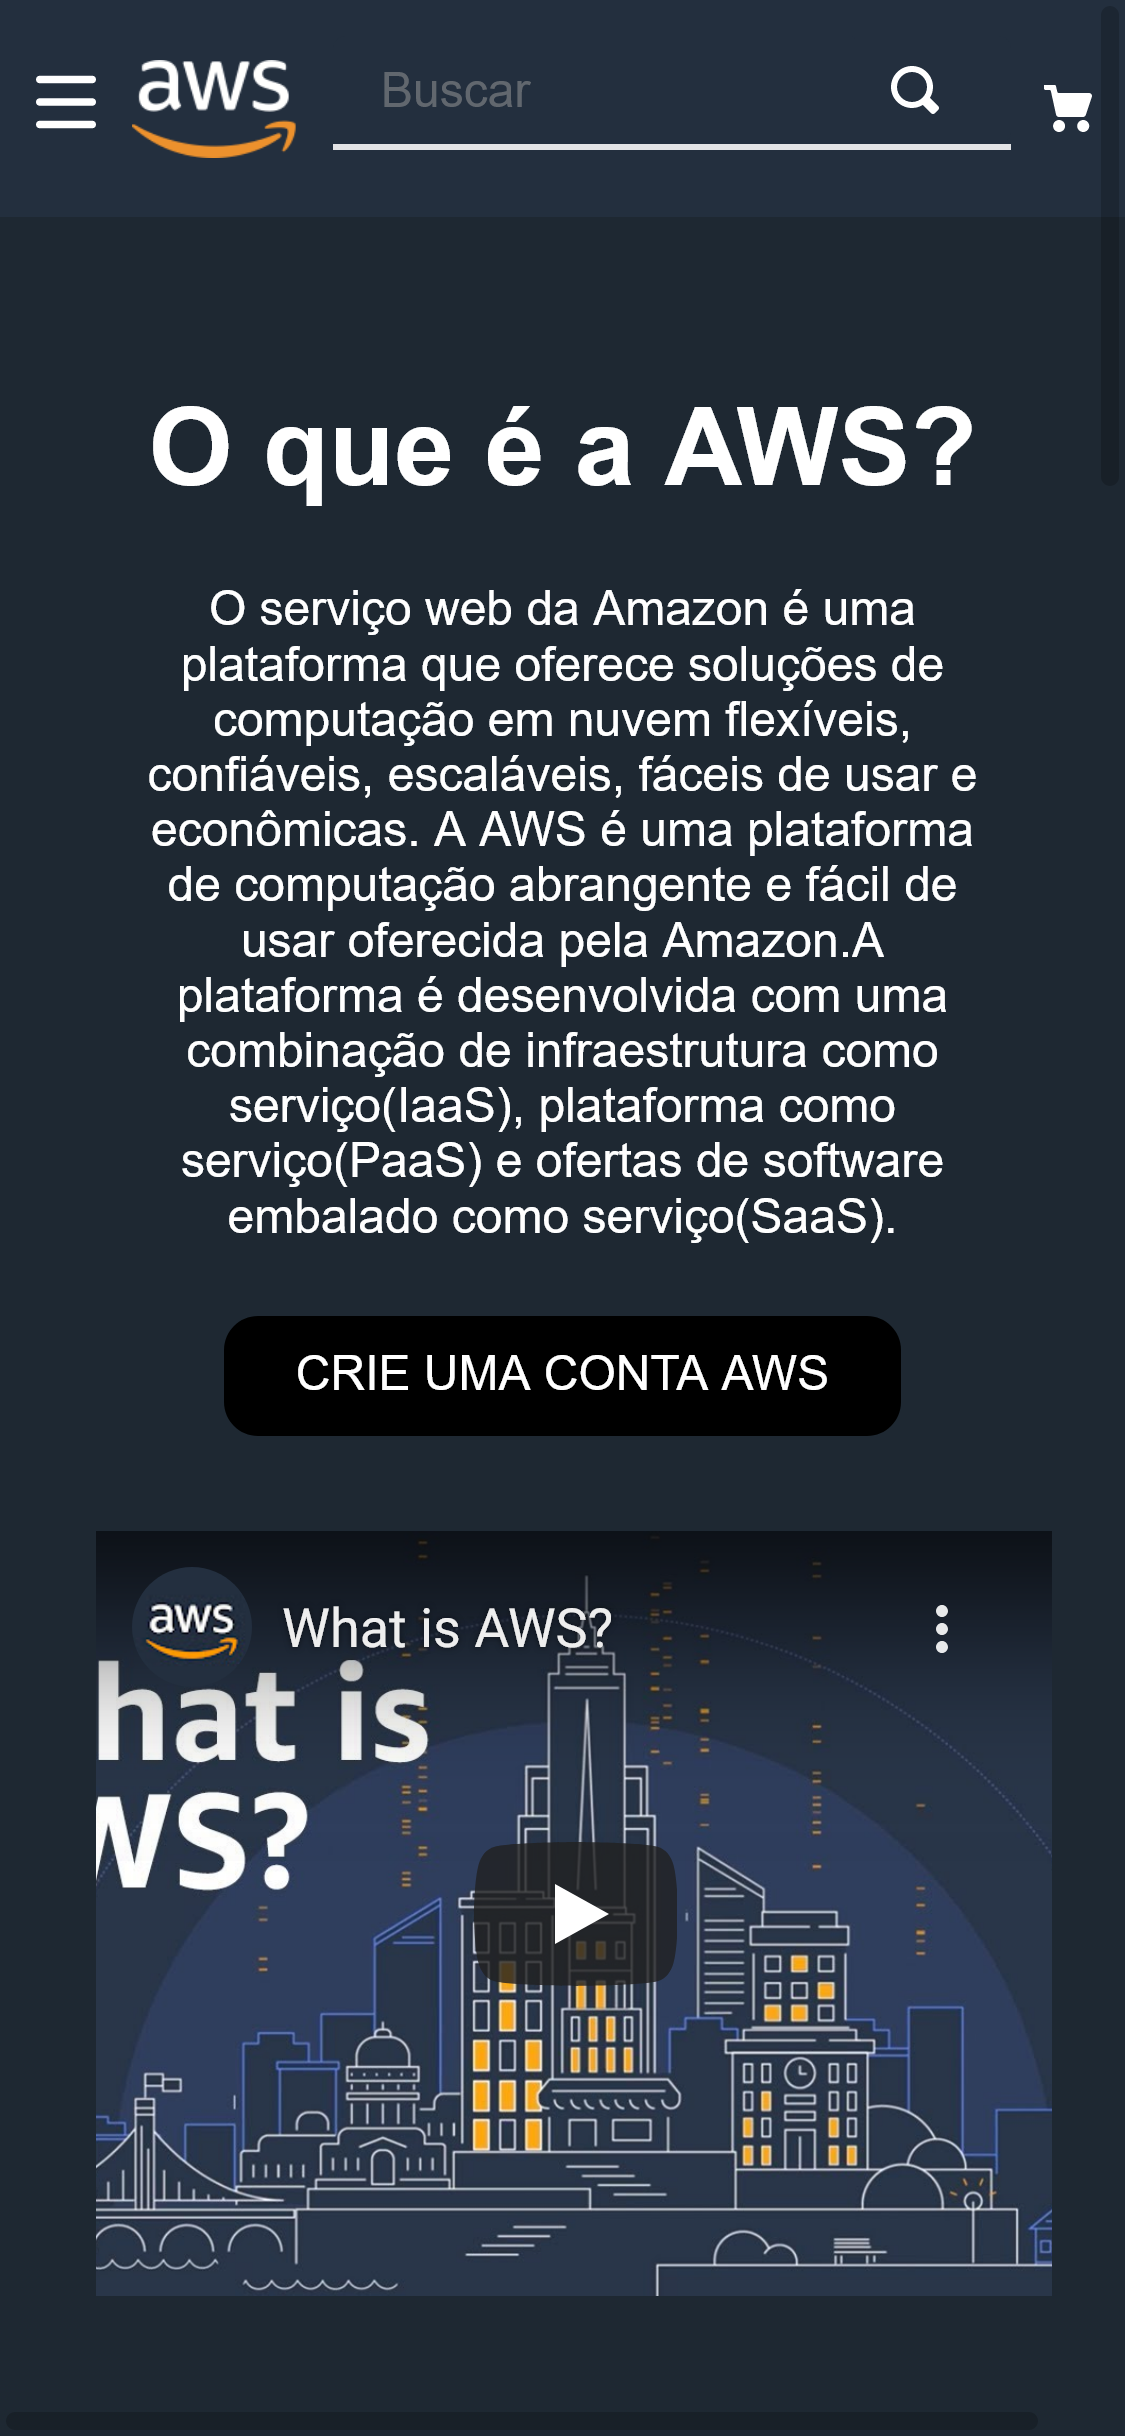 aws
Buscar
O que é a AWS?
O serviço web da Amazon é uma
plataforma que oferece soluções de
computação em nuvem flexíveis,
confiáveis, escaláveis, fáceis de usar e
econômicas. A AWS é uma plataforma
de computação abrangente e fácil de
usar oferecida pela Amazon.A
plataforma é desenvolvida com uma
combinação de infraestrutura como
serviço(IaaS), plataforma como
serviço(PaaS) e ofertas de software
embalado como serviço(SaaS).
CRIE UMA CONTA AWS
aws
What is AWS?
hat is
WS?